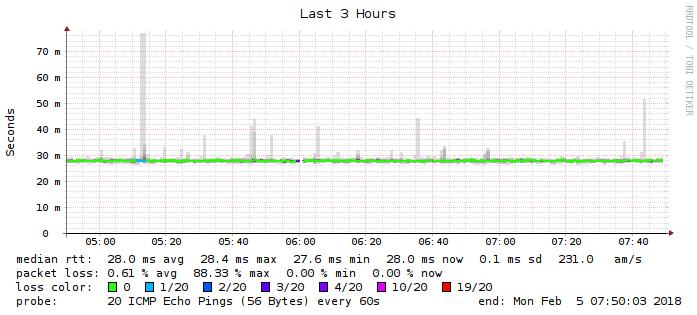 Last 3 Hours
RRDTOOL / TOBI OETIKER
Seconds
70 m
60 m
50 m
40 m
30 m
20 m
10 m
0
05:00 05:20 05:40 06:00 06:20 06:40 07:00 07:20 07:40
median rtt: 28.0 ms avg 28.4 ms max 27.6 ms min 28.0 ms now 0.1 ms sd 231.0 am/s
packet loss: 0.61 % avg 88.33 % max 0.00 % min 0.00 % now
loss color: 0 1/20 2/20 3/20 4/20 10/20 19/20
probe: 20 ICMP Echo Pings (56 Bytes) every 60s end: Mon Feb 5 07:50:03 2018